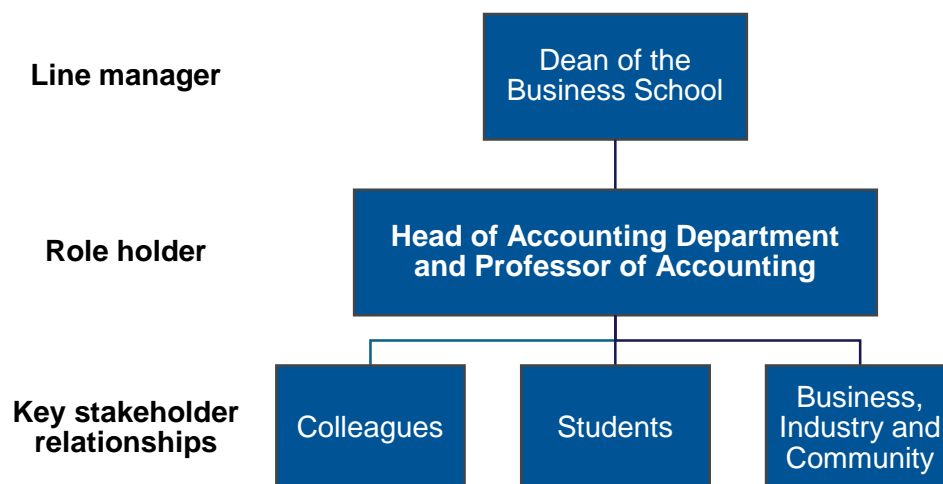 Line manager
Dean of the
Business School
Role holder
Head of Accounting Department
and Professor of Accounting
Key stakeholder
relationships
Colleagues
Students
Business,
Industry and
Community